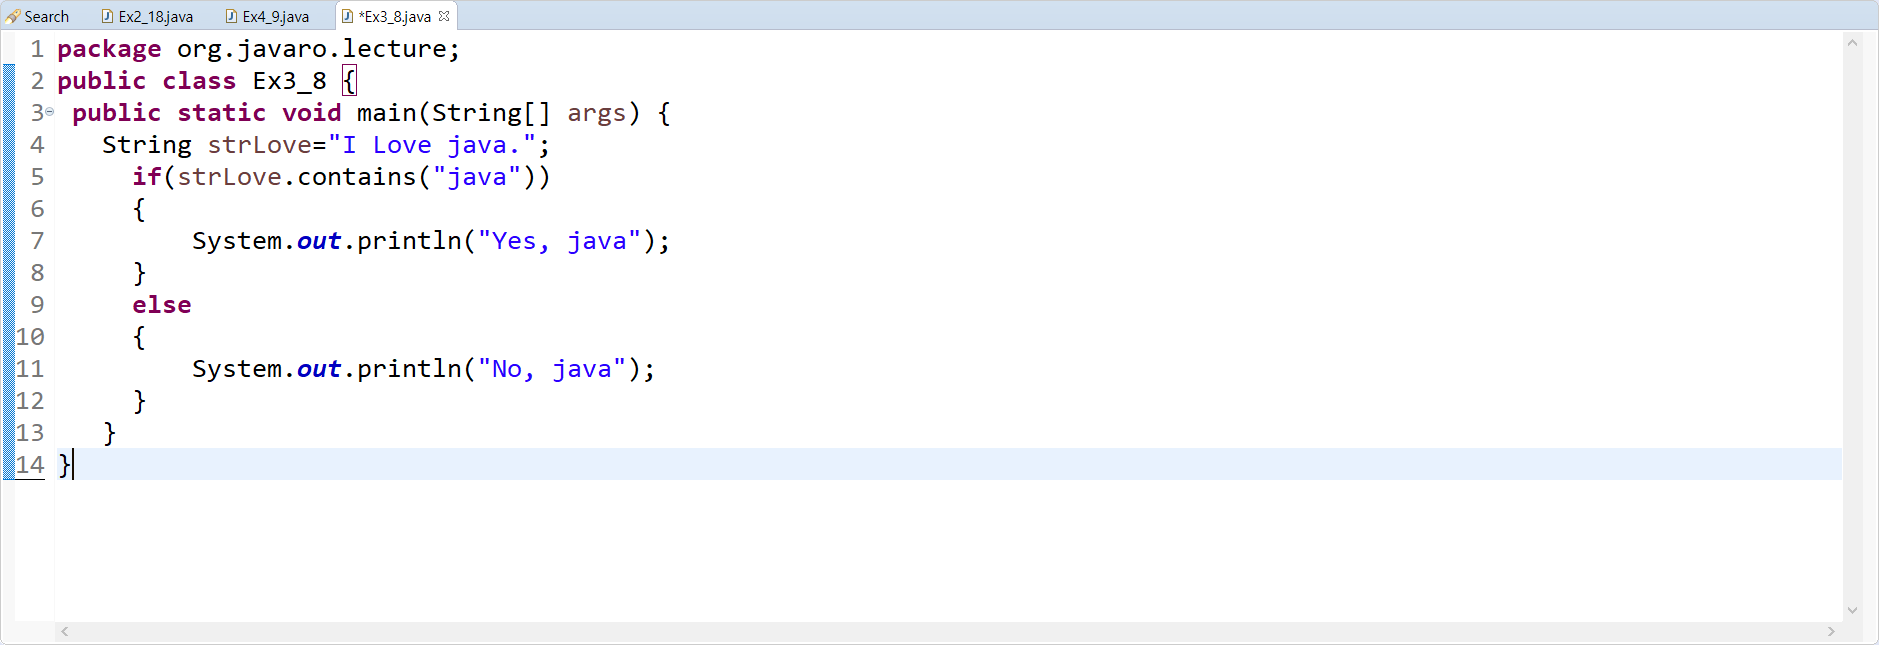 Search Ex2_18.java Ex4_9.java *Ex3_8.java
1 package org.javaro.lecture;
2 public class Ex3_8 {
3 public static void main(String[] args) {
4 String strLove="I Love java.";
5 if(strLove.contains("java"))
6 {
7 System.out.println("Yes, java");
8 }
9 else
10 {
11 System.out.println("No, java");
12 }
13 }
14 }